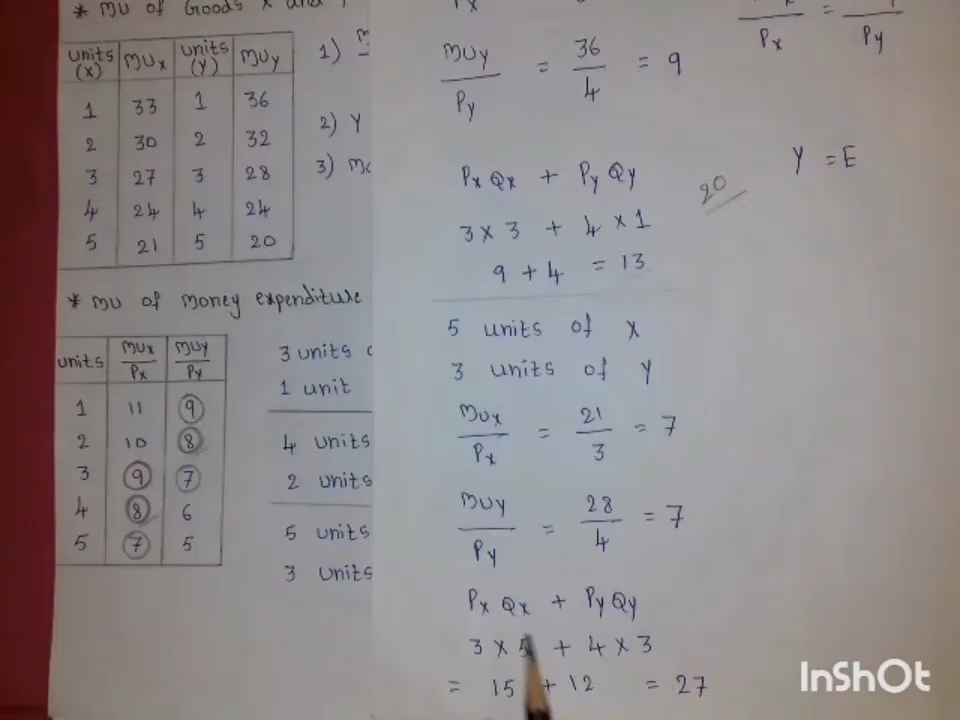 * MU of Goods X and
units (X) MUx units (Y) MUy
1 33 1 36
2 30 2 32
3 27 3 28
4 24 4 24
5 21 5 20
1)
2) Y
3)
* MU of money expenditure
units MUx/Px MUy/Py
1 11 9
2 10 8
3 9 7
4 8 6
5 7 5
3 units
1 unit
4 units
2 units
5 units
3 units
Px
MUy/Py = 36/4 = 9
Px Qx + Py Qy
3 × 3 + 4 × 1
9 + 4 = 13
20
Px = Py
Y = E
5 units of X
3 units of Y
MUx/Px = 21/3 = 7
MUy/Py = 28/4 = 7
Px Qx + Py Qy
3 × 5 + 4 × 3
= 15 + 12 = 27
InShOt